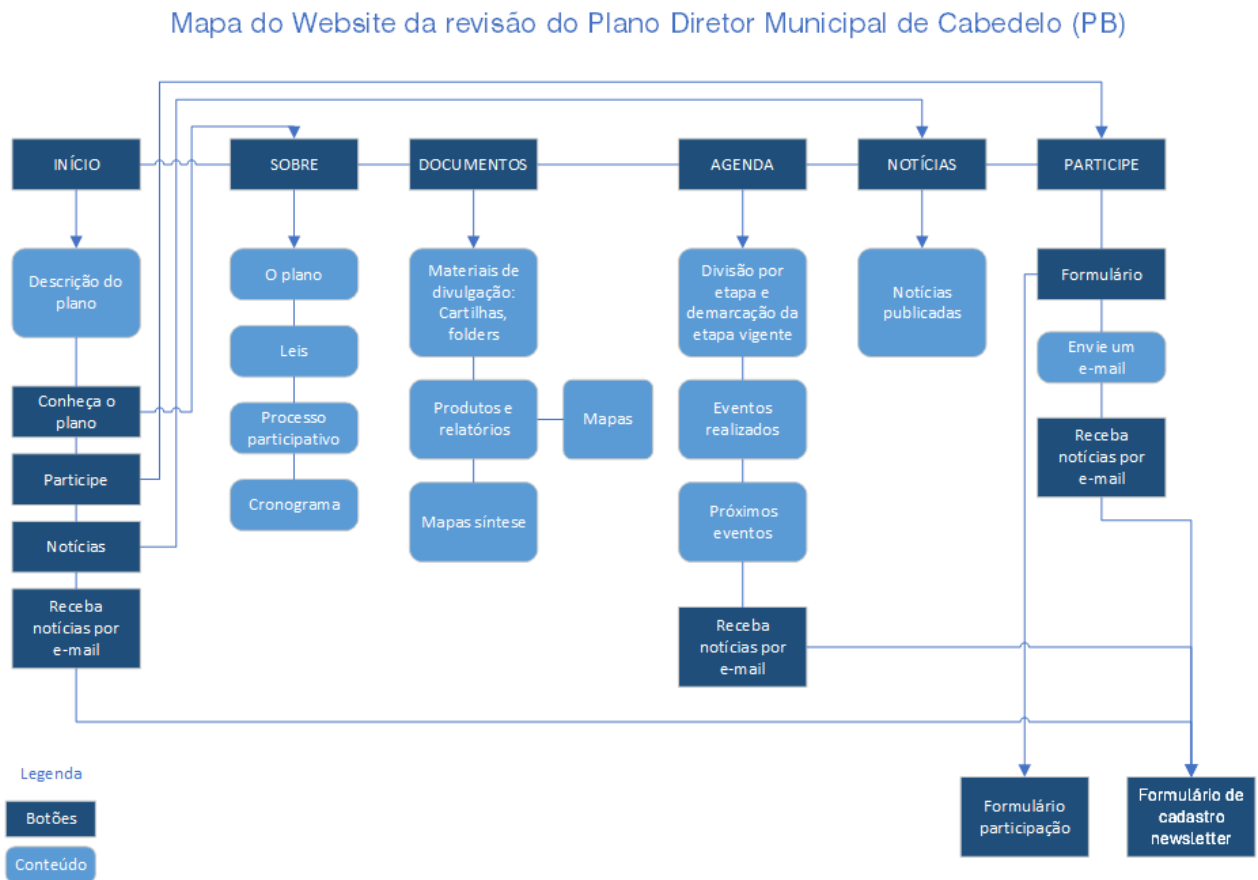 Mapa do Website da revisão do Plano Diretor Municipal de Cabedelo (PB)
INÍCIO
SOBRE
DOCUMENTOS
AGENDA
NOTÍCIAS
PARTICIPE
Descrição do
plano
Conheça o
plano
Participe
Notícias
Receba
notícias por
e-mail
O plano
Leis
Processo
participativo
Cronograma
Materiais de
divulgação:
Cartilhas,
folders
Produtos e
relatórios
Mapas
Mapas síntese
Divisão por
etapa e
demarcação da
etapa vigente
Eventos
realizados
Próximos
eventos
Receba
notícias por
e-mail
Notícias
publicadas
Formulário
Envie um
e-mail
Receba
notícias por
e-mail
Formulário
participação
Formulário de
cadastro
newsletter
Legenda
Botões
Conteúdo